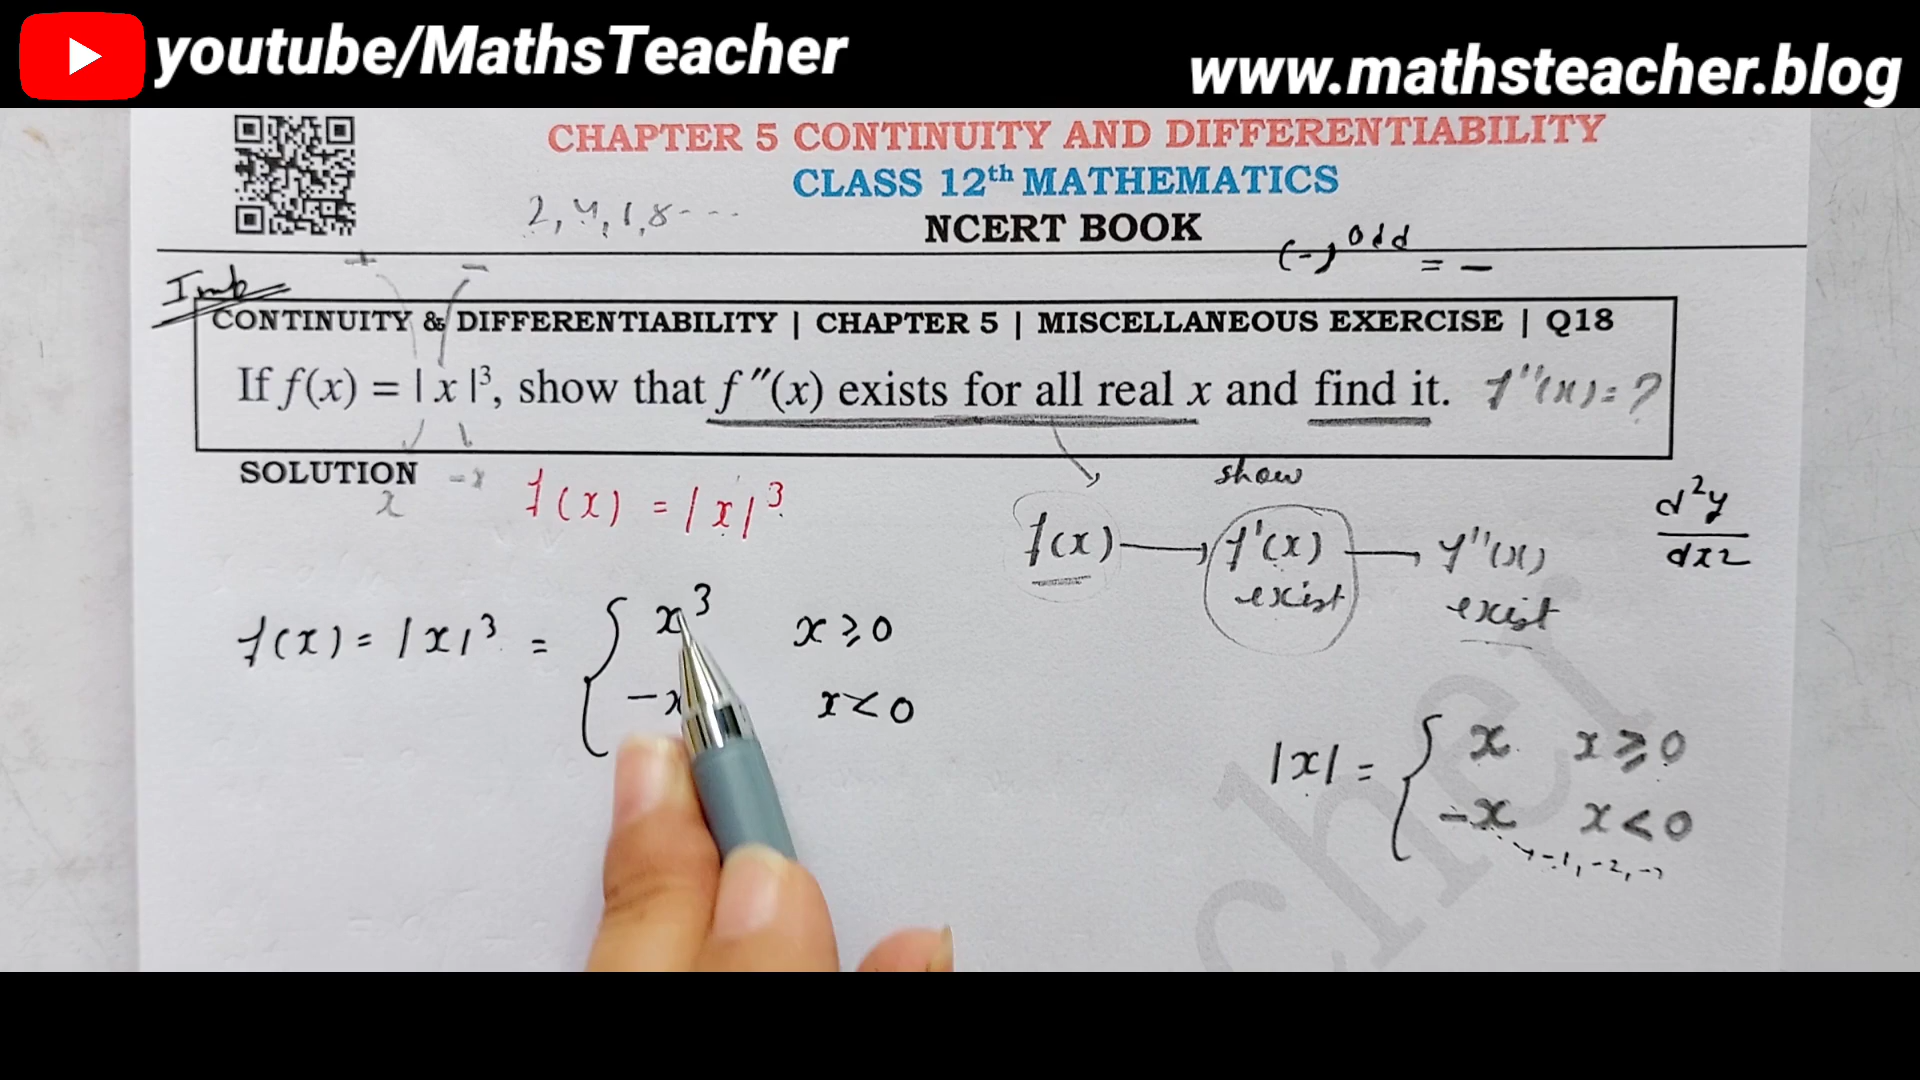 youtube/MathsTeacher
www.mathsteacher.blog
CHAPTER 5 CONTINUITY AND DIFFERENTIABILITY
CLASS 12th MATHEMATICS
2, 4, 1, 8 - - -
NCERT BOOK
(-)^odd = -
+ -
Imp
CONTINUITY & DIFFERENTIABILITY | CHAPTER 5 | MISCELLANEOUS EXERCISE | Q18
If f(x) = | x |³, show that f″(x) exists for all real x and find it. f''(x) = ?
SOLUTION
x -x
f(x) = |x|³
show
f(x) → f'(x) → f''(x)
exist exist
d²y/dx2
f(x) = |x|³ = { x³ x ≥ 0
-x x < 0
|x| = { x x ≥ 0
-x x < 0
-1, -2, -
cher